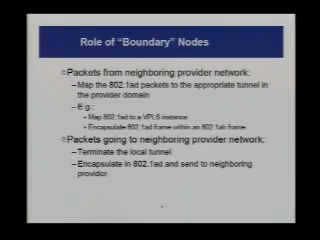 Role of "Boundary" Nodes
Packets from neighboring provider network:
– Map the 802.1ad packets to the appropriate tunnel in
the provider domain
– E.g.:
• Map 802.1ad to a VPLS instance
• Encapsulate 802.1ad frame within an 802.1ah frame
Packets going to neighboring provider network:
– Terminate the local tunnel
– Encapsulate in 802.1ad and send to neighboring
provider